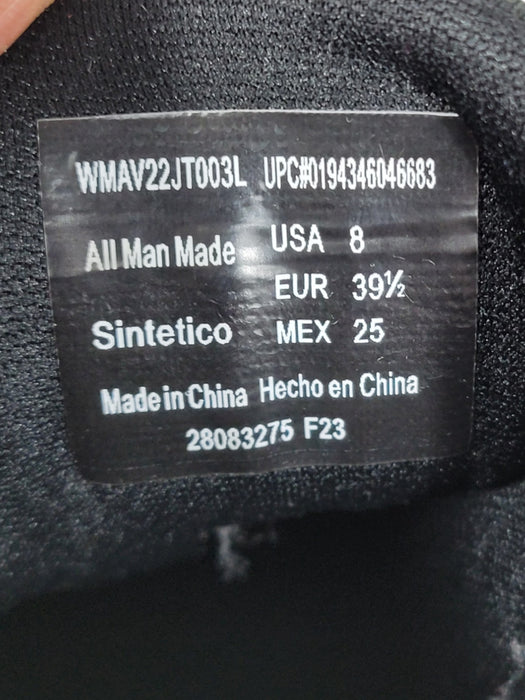 WMAV22JT003L UPC#0194346046683
All Man Made USA 8
EUR 39½
Sintetico MEX 25
Made in China Hecho en China
28083275 F23